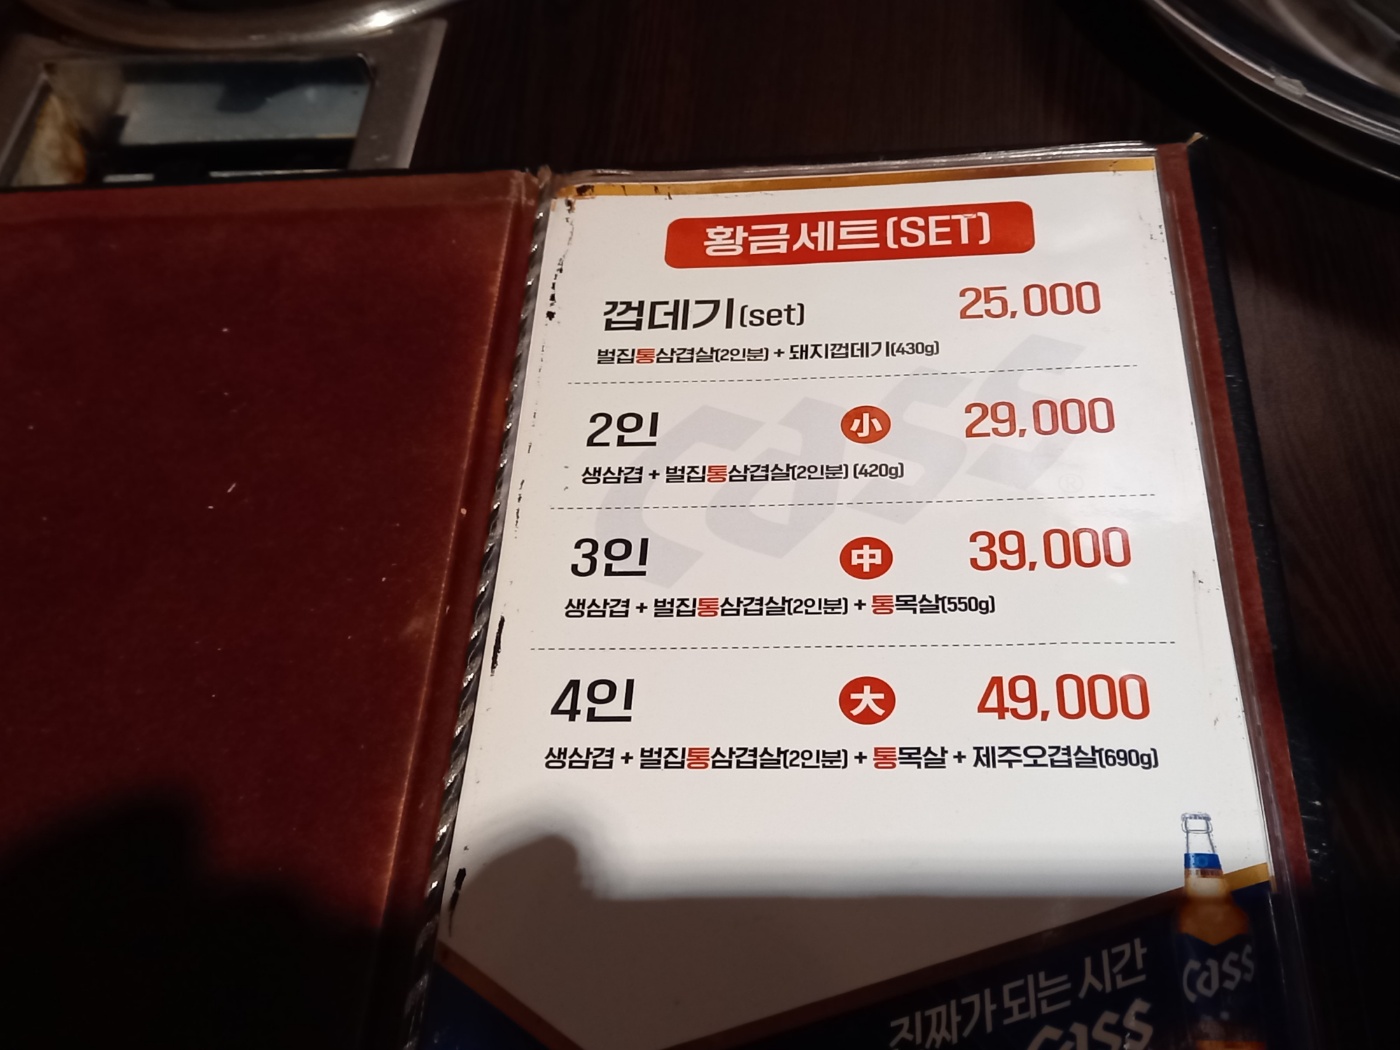 황금세트(SET)
껍데기(set) 25,000
벌집통삼겹살(2인분) + 돼지껍데기(430g)
2인 小 29,000
생삼겹 + 벌집통삼겹살(2인분) (420g)
3인 中 39,000
생삼겹 + 벌집통삼겹살(2인분) + 통목살(550g)
4인 大 49,000
생삼겹 + 벌집통삼겹살(2인분) + 통목살 + 제주오겹살(690g)
cass
®
진짜가 되는 시간
cass
cass